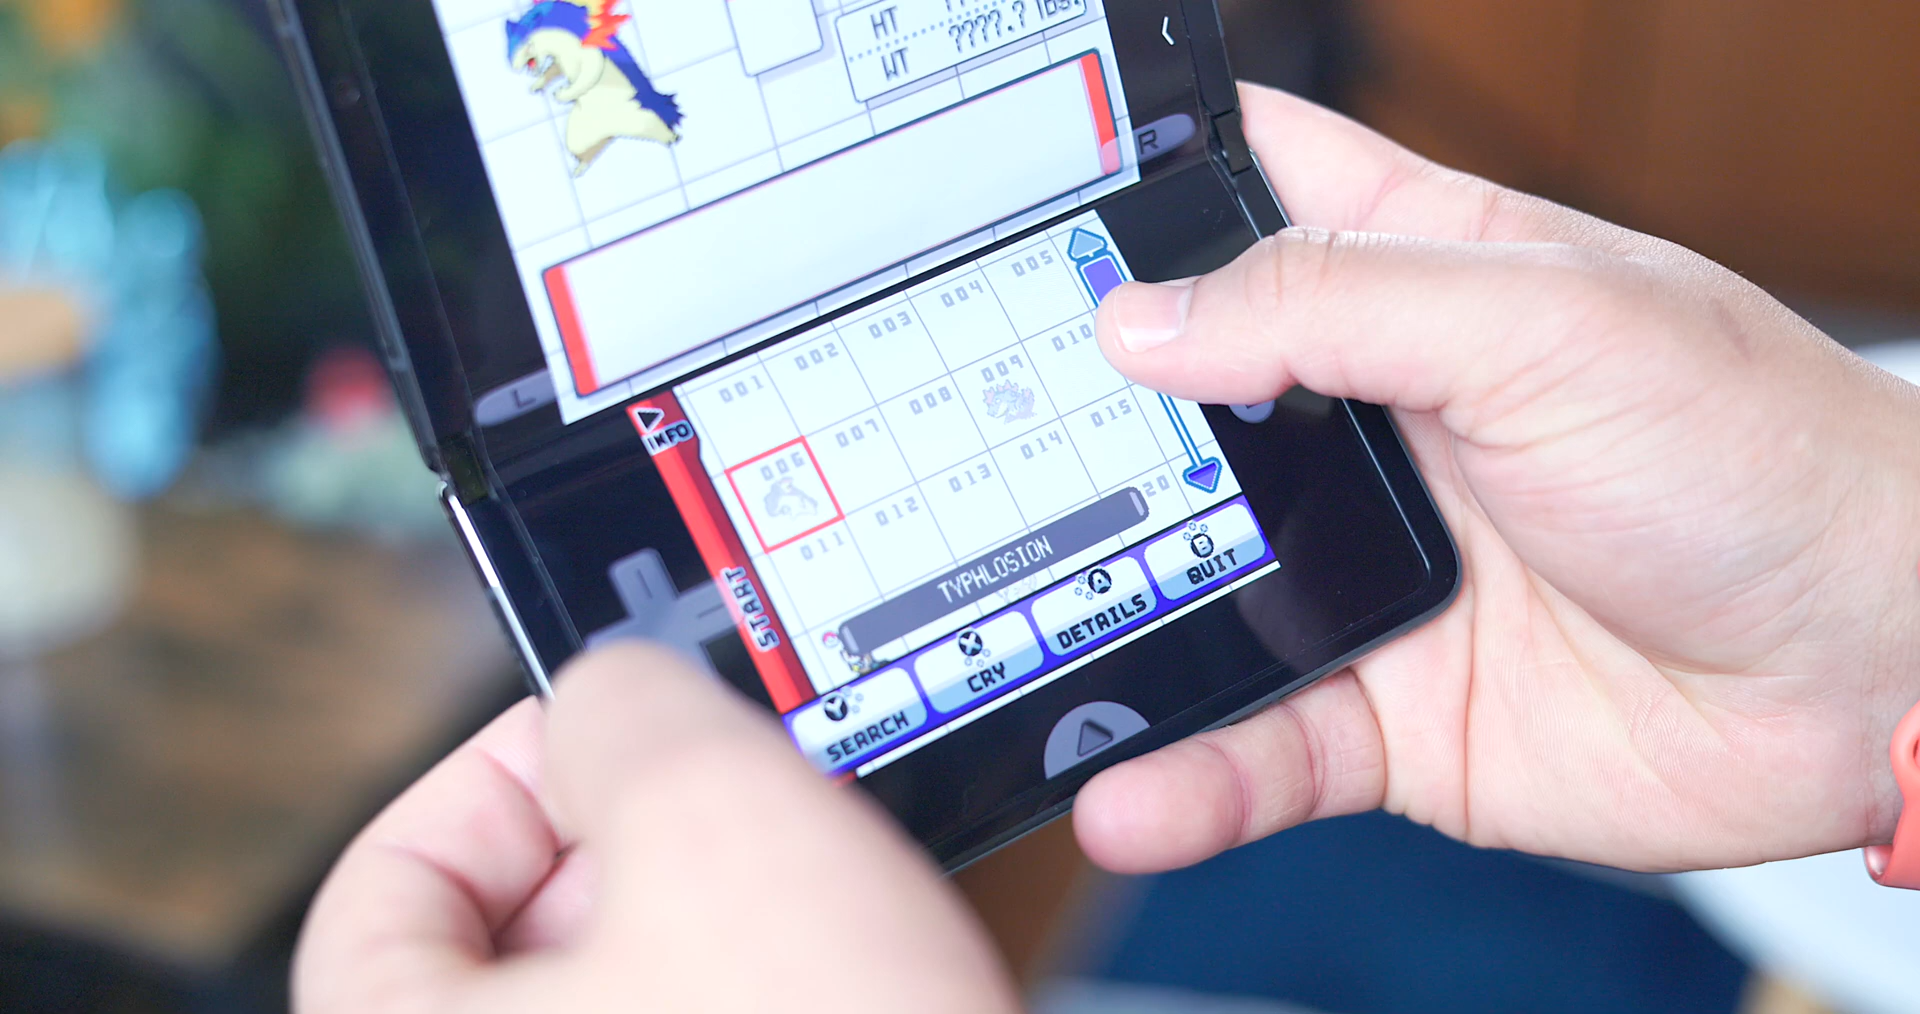 HT
WT ????.? lbs.
R
L
001 002 003 004 005
INFO
006 007 008 009 010
011 012 013 014 015
20
TYPHLOSION
START
Y SEARCH
X CRY
A DETAILS
B QUIT